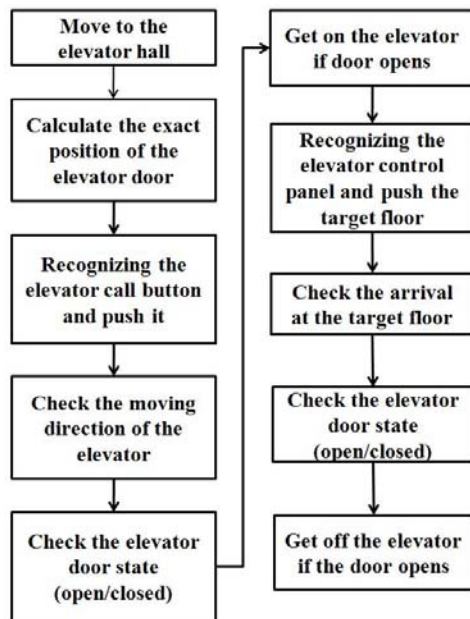 Move to the
elevator hall
Calculate the exact
position of the
elevator door
Recognizing the
elevator call button
and push it
Check the moving
direction of the
elevator
Check the elevator
door state
(open/closed)
Get on the elevator
if door opens
Recognizing the
elevator control
panel and push the
target floor
Check the arrival
at the target floor
Check the elevator
door state
(open/closed)
Get off the elevator
if the door opens